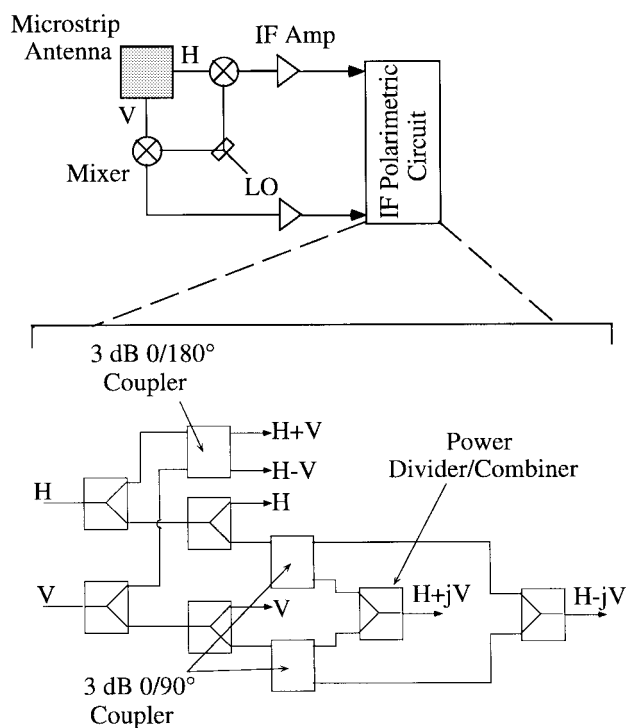 Microstrip
Antenna
H
IF Amp
V
Mixer
LO
IF Polarimetric
Circuit
3 dB 0/180°
Coupler
H+V
H-V
Power
Divider/Combiner
H
H
V
V
H+jV
H-jV
3 dB 0/90°
Coupler